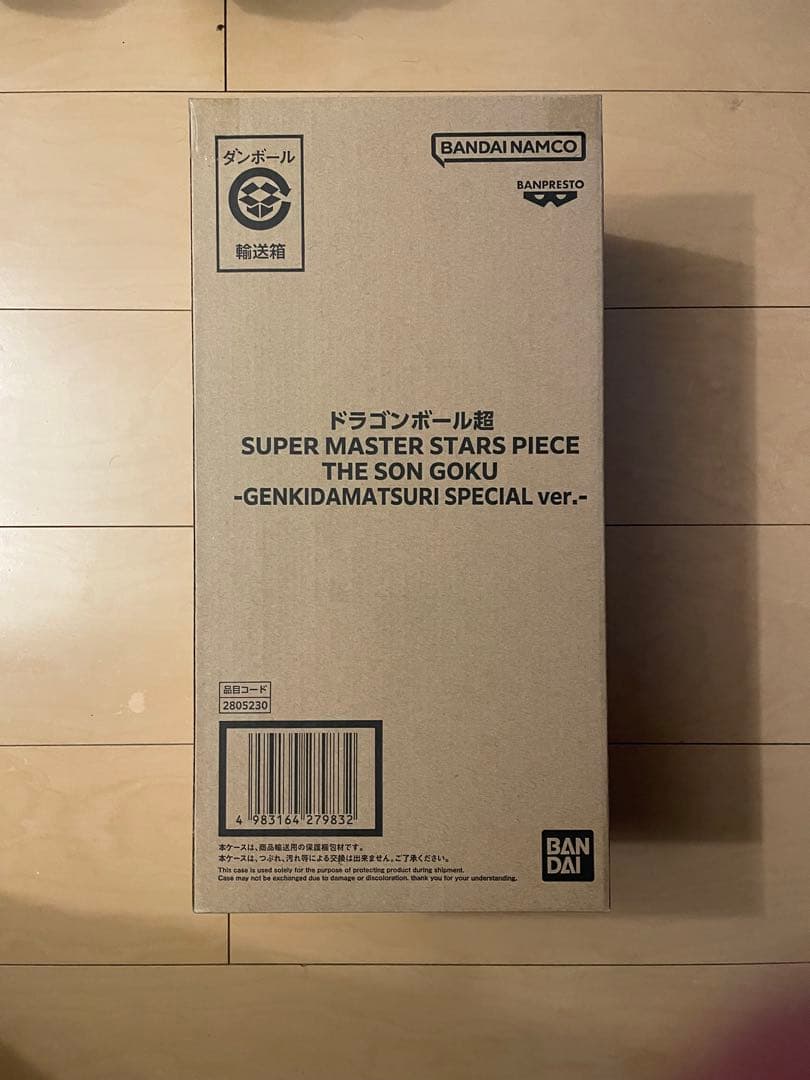 ダンボール
輸送箱
BANDAI NAMCO
BANPRESTO
ドラゴンボール超
SUPER MASTER STARS PIECE
THE SON GOKU
-GENKIDAMATSURI SPECIAL ver.-
品目コード
2805230
4 983164 279832
本ケースは、商品輸送用の保護梱包材です。
本ケースは、つぶれ、汚れ等による交換は出来ません。ご了承ください。
This case is used solely for the purpose of protecting product during shipment.
Case may not be exchanged due to damage or discoloration. thank you for your understanding.
BAN
DAI